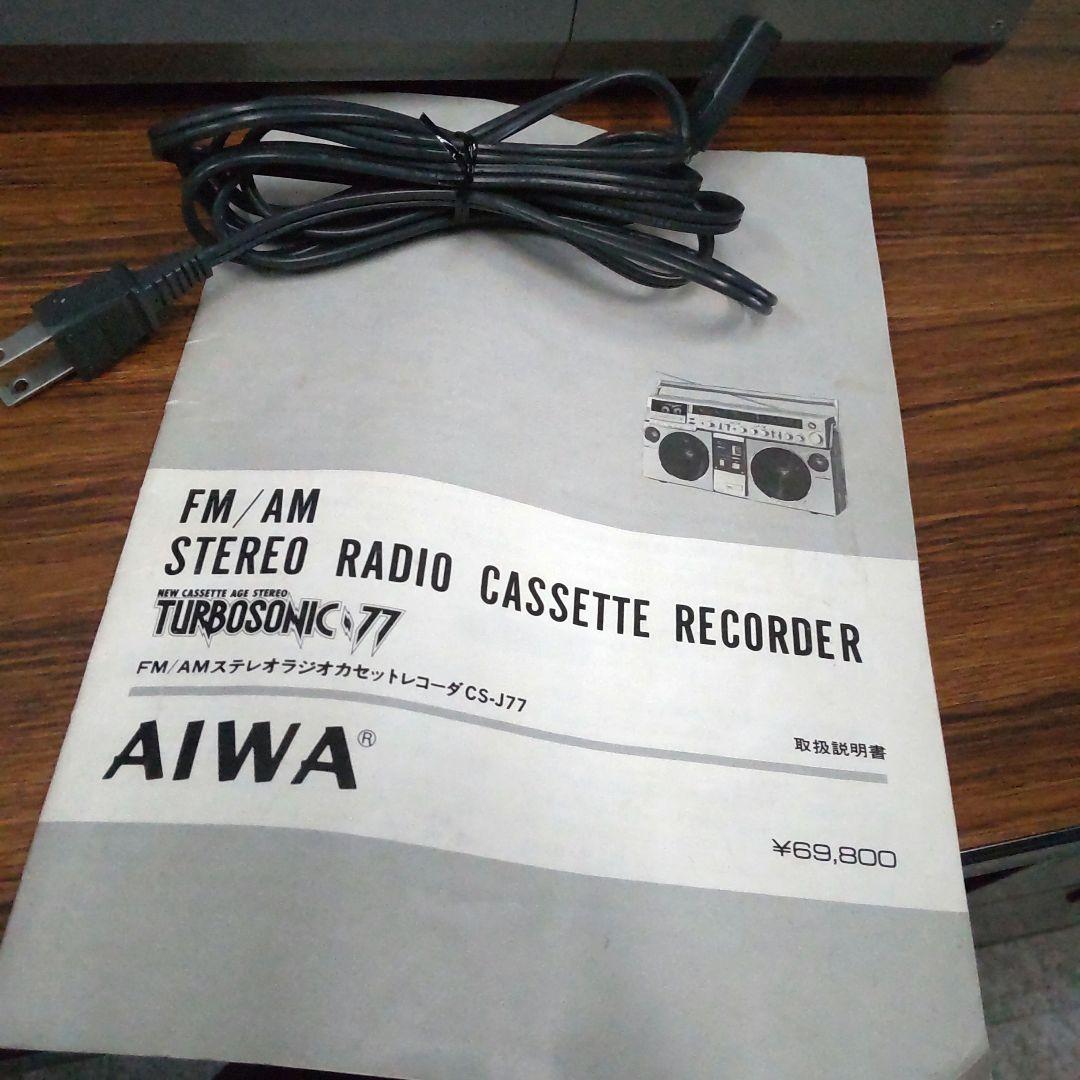 FM/AM
STEREO RADIO CASSETTE RECORDER
NEW CASSETTE AGE STEREO
TURBOSONIC・77
FM/AMステレオラジオカセットレコーダCS-J77
取扱説明書
AIWA®
¥69,800